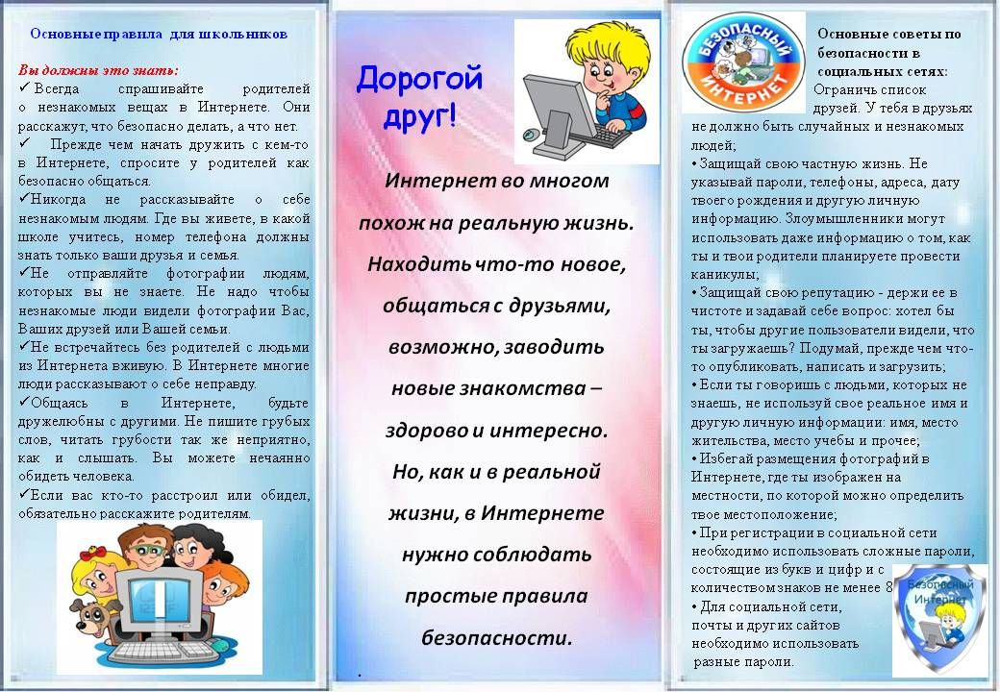 Основные правила для школьников
Вы должны это знать:
✓ Всегда спрашивайте родителей
о незнакомых вещах в Интернете. Они
расскажут, что безопасно делать, а что нет.
✓ Прежде чем начать дружить с кем-то
в Интернете, спросите у родителей как
безопасно общаться.
✓Никогда не рассказывайте о себе
незнакомым людям. Где вы живете, в какой
школе учитесь, номер телефона должны
знать только ваши друзья и семья.
✓Не отправляйте фотографии людям,
которых вы не знаете. Не надо чтобы
незнакомые люди видели фотографии Вас,
Ваших друзей или Вашей семьи.
✓Не встречайтесь без родителей с людьми
из Интернета вживую. В Интернете многие
люди рассказывают о себе неправду.
✓Общаясь в Интернете, будьте
дружелюбны с другими. Не пишите грубых
слов, читать грубости так же неприятно,
как и слышать. Вы можете нечаянно
обидеть человека.
✓Если вас кто-то расстроил или обидел,
обязательно расскажите родителям.
Дорогой
друг!
Интернет во многом
похож на реальную жизнь.
Находить что-то новое,
общаться с друзьями,
возможно, заводить
новые знакомства –
здорово и интересно.
Но, как и в реальной
жизни, в Интернете
нужно соблюдать
простые правила
безопасности.
.
БЕЗОПАСНЫЙ
ИНТЕРНЕТ
Основные советы по
безопасности в
социальных сетях:
Ограничь список
друзей. У тебя в друзьях
не должно быть случайных и незнакомых
людей;
• Защищай свою частную жизнь. Не
указывай пароли, телефоны, адреса, дату
твоего рождения и другую личную
информацию. Злоумышленники могут
использовать даже информацию о том, как
ты и твои родители планируете провести
каникулы;
• Защищай свою репутацию - держи ее в
чистоте и задавай себе вопрос: хотел бы
ты, чтобы другие пользователи видели, что
ты загружаешь? Подумай, прежде чем что-
то опубликовать, написать и загрузить;
• Если ты говоришь с людьми, которых не
знаешь, не используй свое реальное имя и
другую личную информации: имя, место
жительства, место учебы и прочее;
• Избегай размещения фотографий в
Интернете, где ты изображен на
местности, по которой можно определить
твое местоположение;
• При регистрации в социальной сети
необходимо использовать сложные пароли,
состоящие из букв и цифр и с
количеством знаков не менее 8
• Для социальной сети,
почты и других сайтов
необходимо использовать
разные пароли.
Безопасный
Интернет